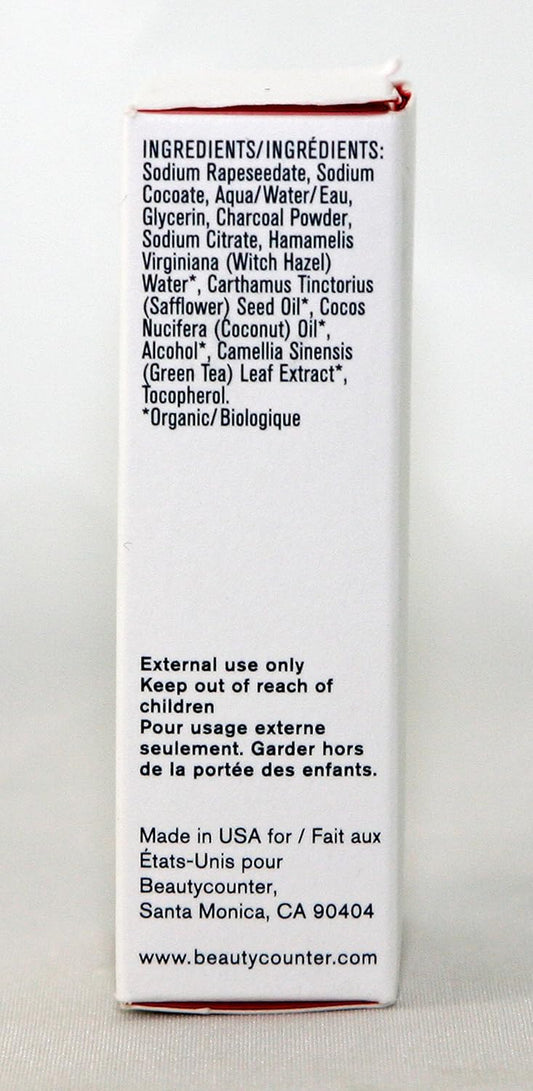 INGREDIENTS/INGRÉDIENTS:
Sodium Rapeseedate, Sodium
Cocoate, Aqua/Water/Eau,
Glycerin, Charcoal Powder,
Sodium Citrate, Hamamelis
Virginiana (Witch Hazel)
Water*, Carthamus Tinctorius
(Safflower) Seed Oil*, Cocos
Nucifera (Coconut) Oil*,
Alcohol*, Camellia Sinensis
(Green Tea) Leaf Extract*,
Tocopherol.
*Organic/Biologique
External use only
Keep out of reach of
children
Pour usage externe
seulement. Garder hors
de la portée des enfants.
Made in USA for / Fait aux
États-Unis pour
Beautycounter,
Santa Monica, CA 90404
www.beautycounter.com